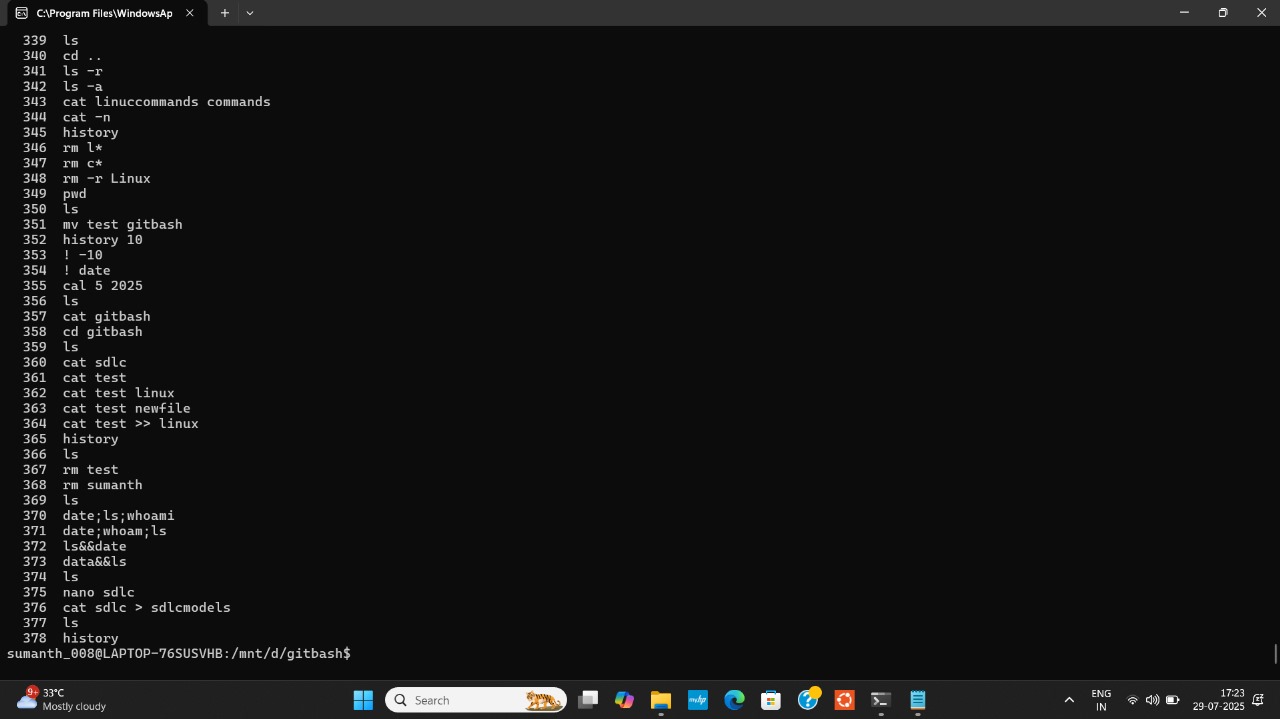 C:\Program Files\WindowsAp
339 ls
340 cd ..
341 ls -r
342 ls -a
343 cat linuccommands commands
344 cat -n
345 history
346 rm l*
347 rm c*
348 rm -r Linux
349 pwd
350 ls
351 mv test gitbash
352 history 10
353 ! -10
354 ! date
355 cal 5 2025
356 ls
357 cat gitbash
358 cd gitbash
359 ls
360 cat sdlc
361 cat test
362 cat test linux
363 cat test newfile
364 cat test >> linux
365 history
366 ls
367 rm test
368 rm sumanth
369 ls
370 date;ls;whoami
371 date;whoam;ls
372 ls&&date
373 data&&ls
374 ls
375 nano sdlc
376 cat sdlc > sdlcmodels
377 ls
378 history
sumanth_008@LAPTOP-76SUSVHB:/mnt/d/gitbash$
9+
33°C
Mostly cloudy
Search
ENG
IN
17:23
29-07-2025